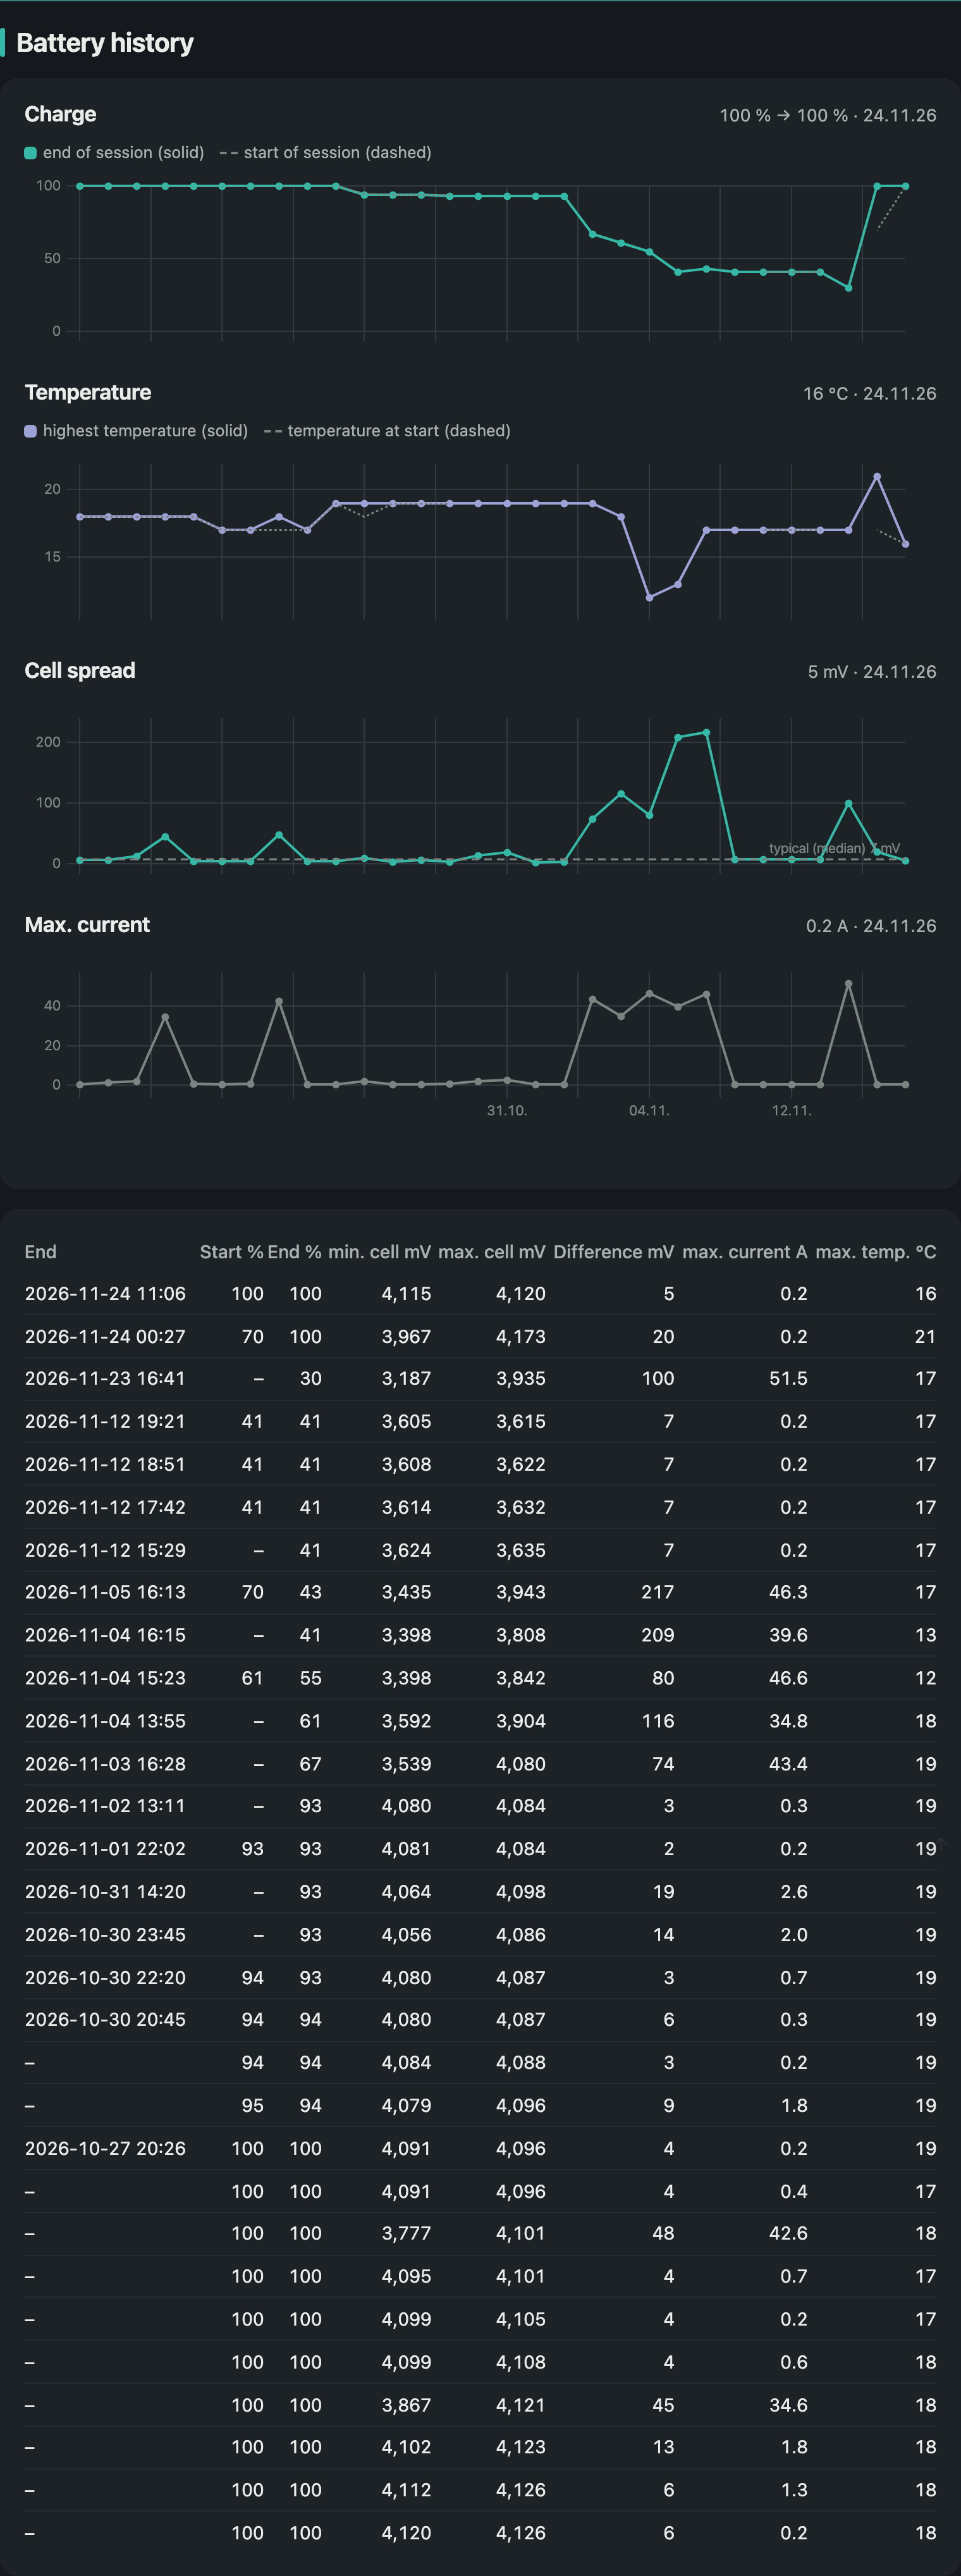 Battery history
Charge
100 % → 100 % · 24.11.26
end of session (solid) -- start of session (dashed)
100
50
0
Temperature
16 °C · 24.11.26
highest temperature (solid) -- temperature at start (dashed)
20
15
Cell spread
5 mV · 24.11.26
200
100
0
typical (median) 7 mV
Max. current
0.2 A · 24.11.26
40
20
0
31.10. 04.11. 12.11.
End Start % End % min. cell mV max. cell mV Difference mV max. current A max. temp. °C
2026-11-24 11:06 100 100 4,115 4,120 5 0.2 16
2026-11-24 00:27 70 100 3,967 4,173 20 0.2 21
2026-11-23 16:41 – 30 3,187 3,935 100 51.5 17
2026-11-12 19:21 41 41 3,605 3,615 7 0.2 17
2026-11-12 18:51 41 41 3,608 3,622 7 0.2 17
2026-11-12 17:42 41 41 3,614 3,632 7 0.2 17
2026-11-12 15:29 – 41 3,624 3,635 7 0.2 17
2026-11-05 16:13 70 43 3,435 3,943 217 46.3 17
2026-11-04 16:15 – 41 3,398 3,808 209 39.6 13
2026-11-04 15:23 61 55 3,398 3,842 80 46.6 12
2026-11-04 13:55 – 61 3,592 3,904 116 34.8 18
2026-11-03 16:28 – 67 3,539 4,080 74 43.4 19
2026-11-02 13:11 – 93 4,080 4,084 3 0.3 19
2026-11-01 22:02 93 93 4,081 4,084 2 0.2 19
2026-10-31 14:20 – 93 4,064 4,098 19 2.6 19
2026-10-30 23:45 – 93 4,056 4,086 14 2.0 19
2026-10-30 22:20 94 93 4,080 4,087 3 0.7 19
2026-10-30 20:45 94 94 4,080 4,087 6 0.3 19
– 94 94 4,084 4,088 3 0.2 19
– 95 94 4,079 4,096 9 1.8 19
2026-10-27 20:26 100 100 4,091 4,096 4 0.2 19
– 100 100 4,091 4,096 4 0.4 17
– 100 100 3,777 4,101 48 42.6 18
– 100 100 4,095 4,101 4 0.7 17
– 100 100 4,099 4,105 4 0.2 17
– 100 100 4,099 4,108 4 0.6 18
– 100 100 3,867 4,121 45 34.6 18
– 100 100 4,102 4,123 13 1.8 18
– 100 100 4,112 4,126 6 1.3 18
– 100 100 4,120 4,126 6 0.2 18